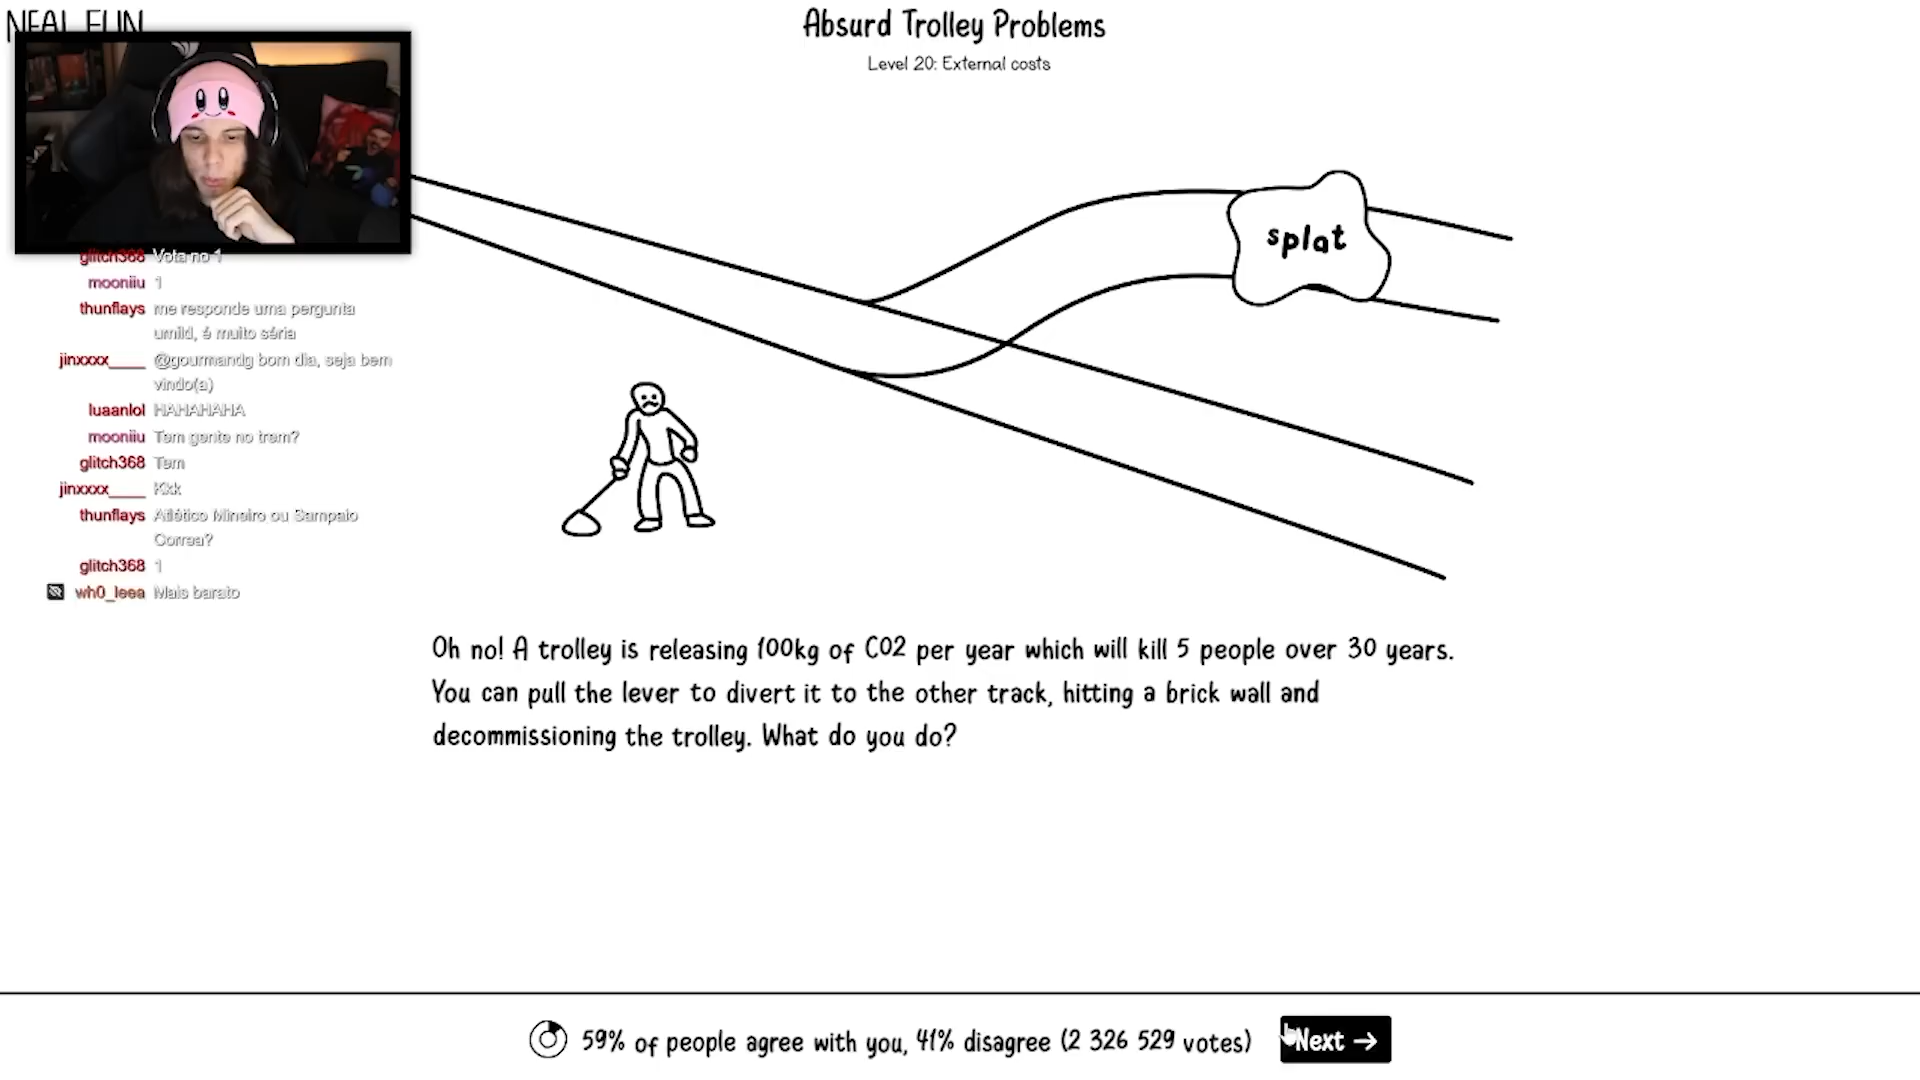 NEAL.FUN
Absurd Trolley Problems
Level 20: External costs
splat
glitch368 Vota no 1
mooniiu 1
thunflays me responde uma pergunta
umild, é muito séria
jinxxxx____ @gourmandg bom dia, seja bem
vindo(a)
luaanlol HAHAHAHA
mooniiu Tem gente no trem?
glitch368 Tem
jinxxxx____ Kkk
thunflays Atlético Mineiro ou Sampaio
Correa?
glitch368 1
wh0_leea Mais barato
Oh no! A trolley is releasing 100kg of CO2 per year which will kill 5 people over 30 years.
You can pull the lever to divert it to the other track, hitting a brick wall and
decommissioning the trolley. What do you do?
59% of people agree with you, 41% disagree (2 326 529 votes)
Next →